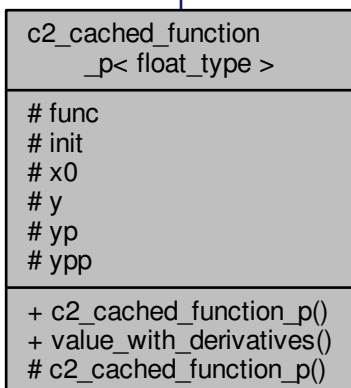 c2_cached_function
_p< float_type >
# func
# init
# x0
# y
# yp
# ypp
+ c2_cached_function_p()
+ value_with_derivatives()
# c2_cached_function_p()